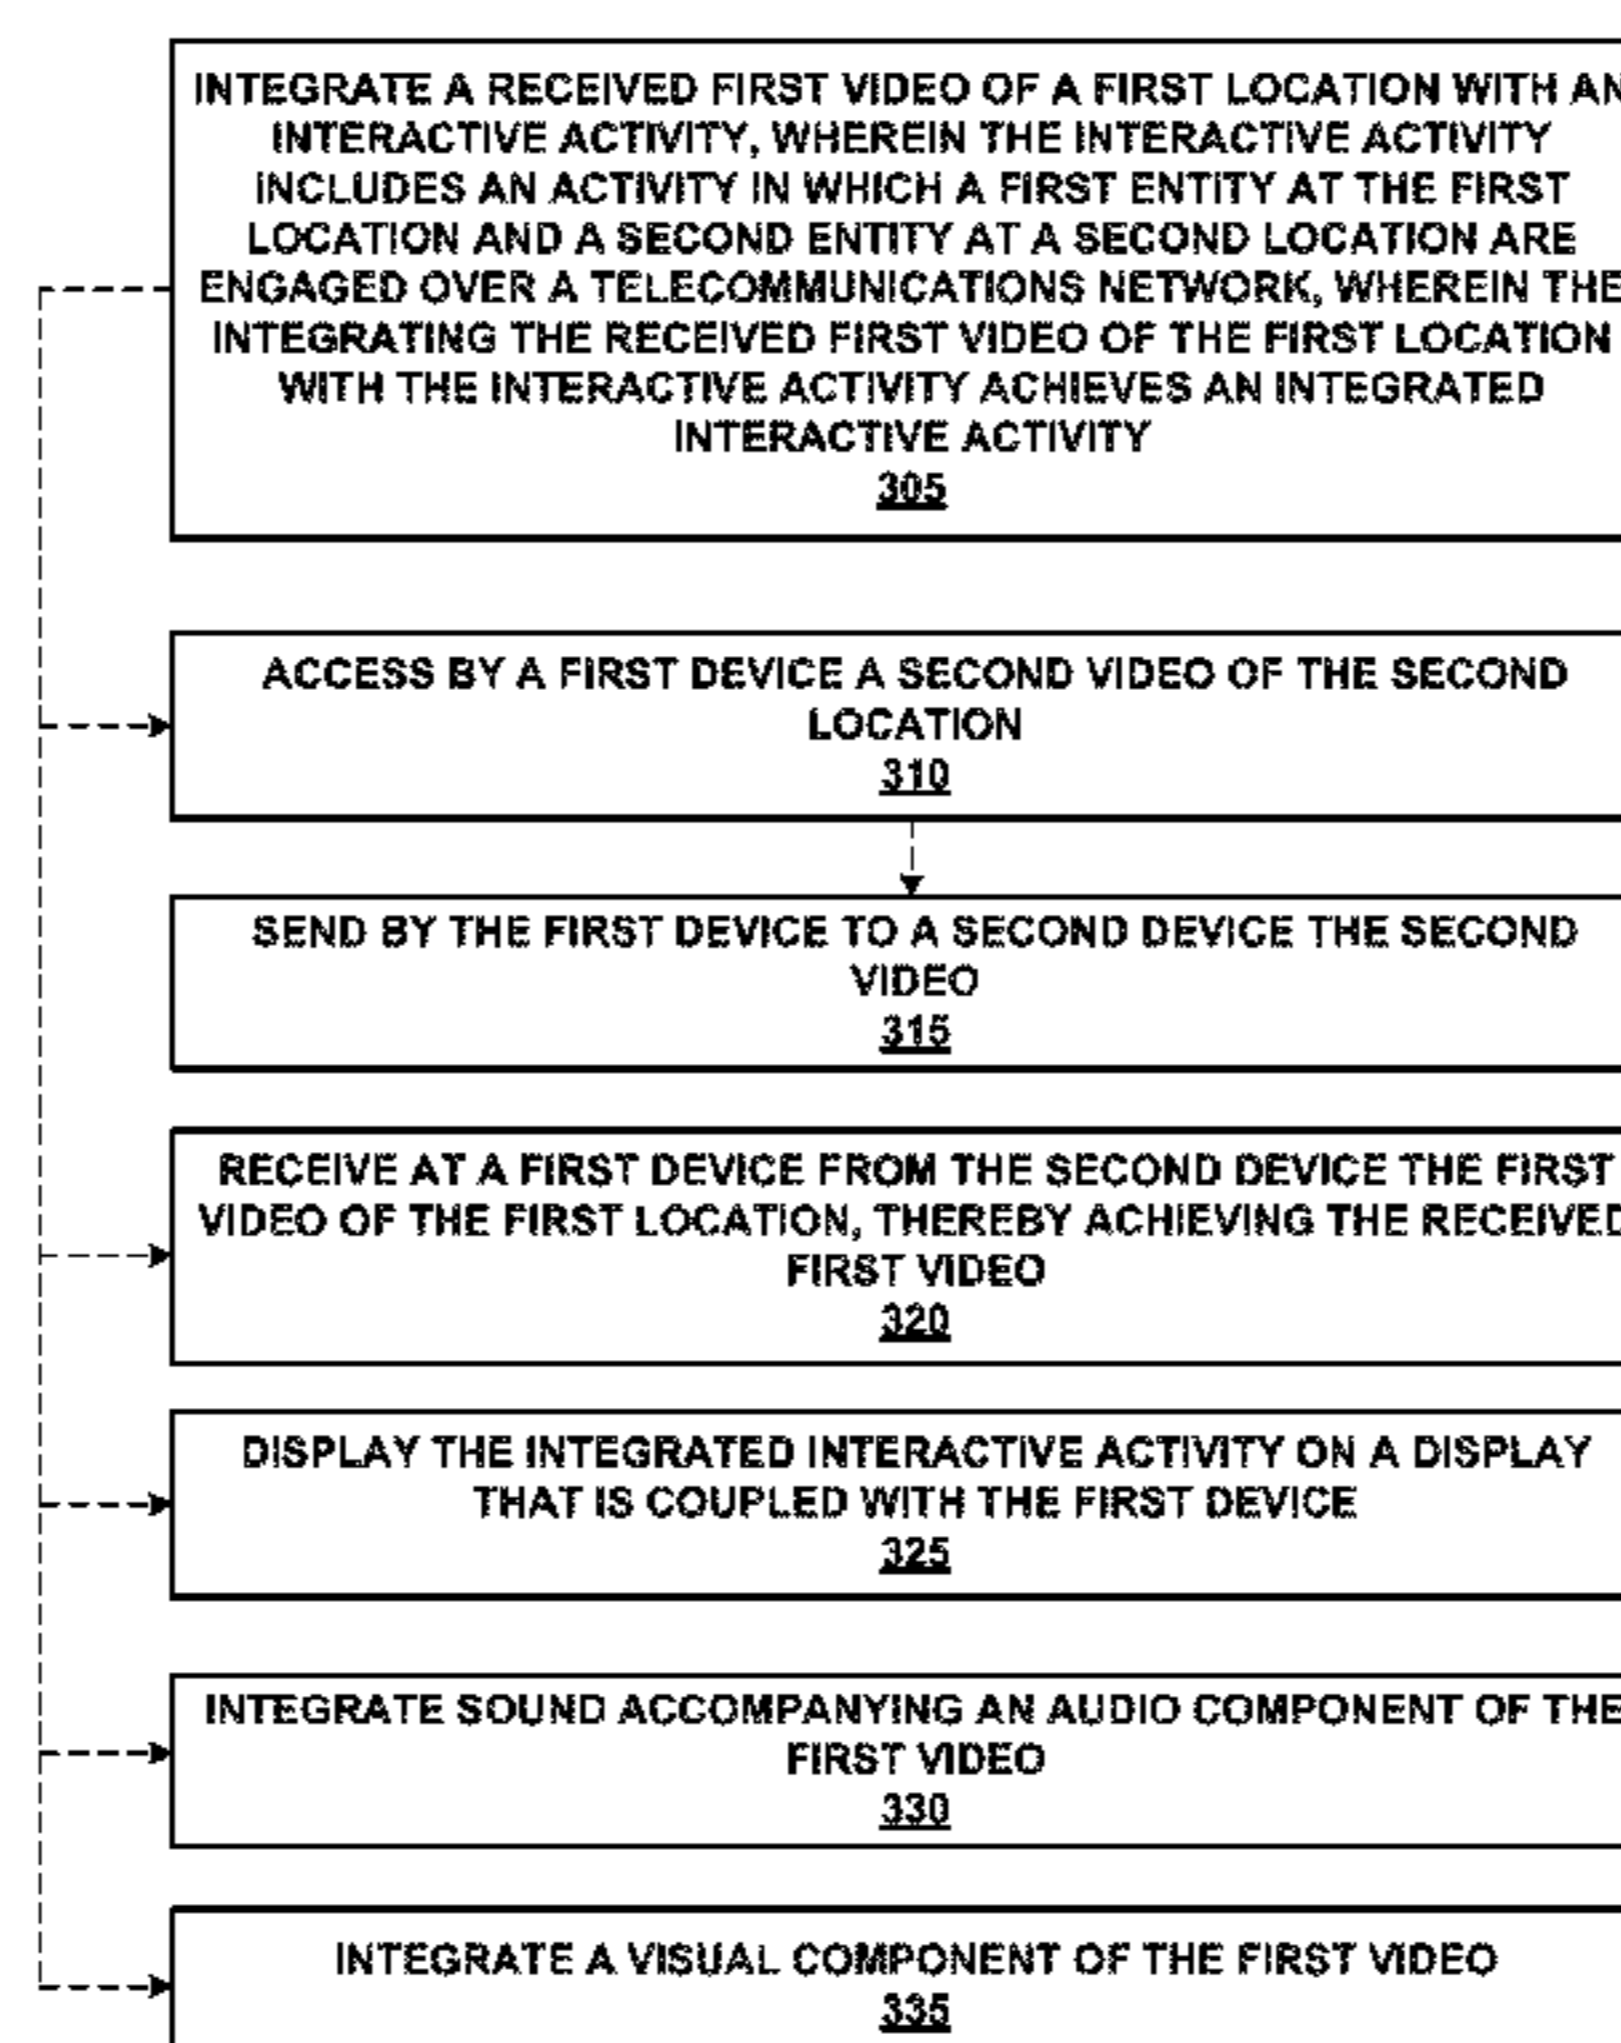 INTEGRATE A RECEIVED FIRST VIDEO OF A FIRST LOCATION WITH AN
INTERACTIVE ACTIVITY, WHEREIN THE INTERACTIVE ACTIVITY
INCLUDES AN ACTIVITY IN WHICH A FIRST ENTITY AT THE FIRST
LOCATION AND A SECOND ENTITY AT A SECOND LOCATION ARE
ENGAGED OVER A TELECOMMUNICATIONS NETWORK, WHEREIN THE
INTEGRATING THE RECEIVED FIRST VIDEO OF THE FIRST LOCATION
WITH THE INTERACTIVE ACTIVITY ACHIEVES AN INTEGRATED
INTERACTIVE ACTIVITY
305
ACCESS BY A FIRST DEVICE A SECOND VIDEO OF THE SECOND
LOCATION
310
SEND BY THE FIRST DEVICE TO A SECOND DEVICE THE SECOND
VIDEO
315
RECEIVE AT A FIRST DEVICE FROM THE SECOND DEVICE THE FIRST
VIDEO OF THE FIRST LOCATION, THEREBY ACHIEVING THE RECEIVED
FIRST VIDEO
320
DISPLAY THE INTEGRATED INTERACTIVE ACTIVITY ON A DISPLAY
THAT IS COUPLED WITH THE FIRST DEVICE
325
INTEGRATE SOUND ACCOMPANYING AN AUDIO COMPONENT OF THE
FIRST VIDEO
330
INTEGRATE A VISUAL COMPONENT OF THE FIRST VIDEO
335